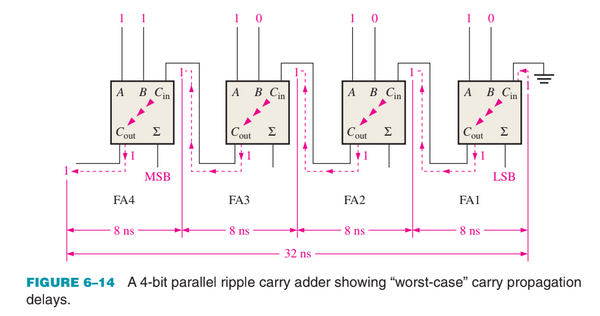 1 1 1 0 1 0 1 0
1 1 1 1
A B Cin A B Cin A B Cin A B Cin
Cout Σ Cout Σ Cout Σ Cout Σ
1 1 1 1
1 MSB LSB
FA4 FA3 FA2 FA1
8 ns 8 ns 8 ns 8 ns
32 ns
FIGURE 6–14 A 4-bit parallel ripple carry adder showing “worst-case” carry propagation
delays.